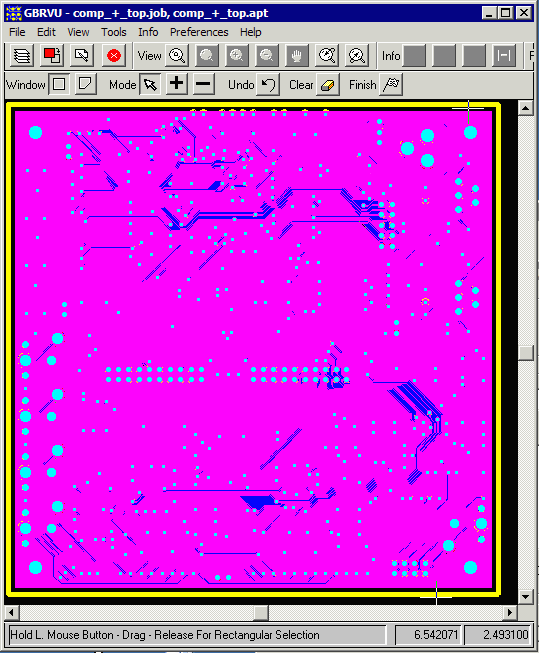 GBRVU - comp_+_top.job, comp_+_top.apt
File Edit View Tools Info Preferences Help
View Info
Window Mode Undo Clear Finish
Hold L. Mouse Button - Drag - Release For Rectangular Selection 6.542071 2.493100